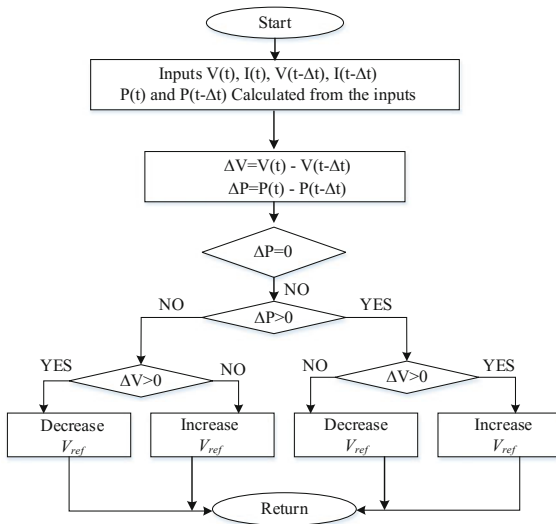 Start
Inputs V(t), I(t), V(t-Δt), I(t-Δt)
P(t) and P(t-Δt) Calculated from the inputs
ΔV=V(t) - V(t-Δt)
ΔP=P(t) - P(t-Δt)
ΔP=0
NO
NO
ΔP>0
YES
YES
ΔV>0
NO
NO
ΔV>0
YES
Decrease
Vref
Increase
Vref
Decrease
Vref
Increase
Vref
Return